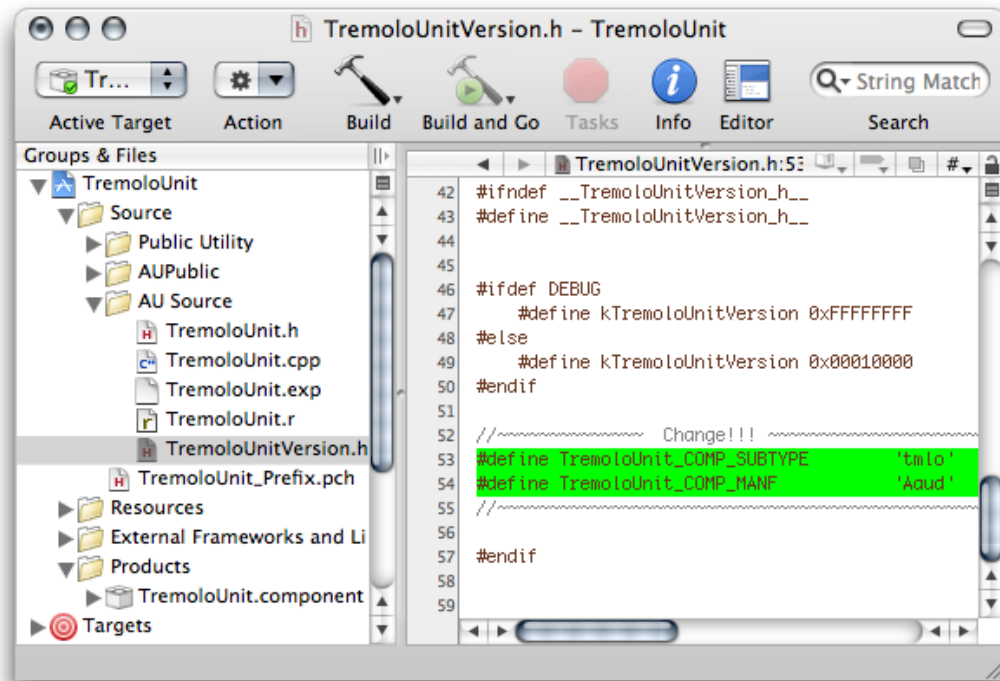 TremoloUnitVersion.h – TremoloUnit
Tr...
String Match
Active Target
Action
Build
Build and Go
Tasks
Info
Editor
Search
Groups & Files
TremoloUnit
Source
Public Utility
AUPublic
AU Source
TremoloUnit.h
TremoloUnit.cpp
TremoloUnit.exp
TremoloUnit.r
TremoloUnitVersion.h
TremoloUnit_Prefix.pch
Resources
External Frameworks and Li
Products
TremoloUnit.component
Targets
TremoloUnitVersion.h:53
#
42 #ifndef __TremoloUnitVersion_h__
43 #define __TremoloUnitVersion_h__
44
45
46 #ifdef DEBUG
47 #define kTremoloUnitVersion 0xFFFFFFFF
48 #else
49 #define kTremoloUnitVersion 0x00010000
50 #endif
51
52 //~~~~~~~~~~~~~~~~ Change!!! ~~~~~~~~~~~~~~~~~~~~~~~
53 #define TremoloUnit_COMP_SUBTYPE 'tmlo'
54 #define TremoloUnit_COMP_MANF 'Aaud'
55 //~~~~~~~~~~~~~~~~~~~~~~~~~~~~~~~~~~~~~~~~~~~~~~~~~~
56
57 #endif
58
59